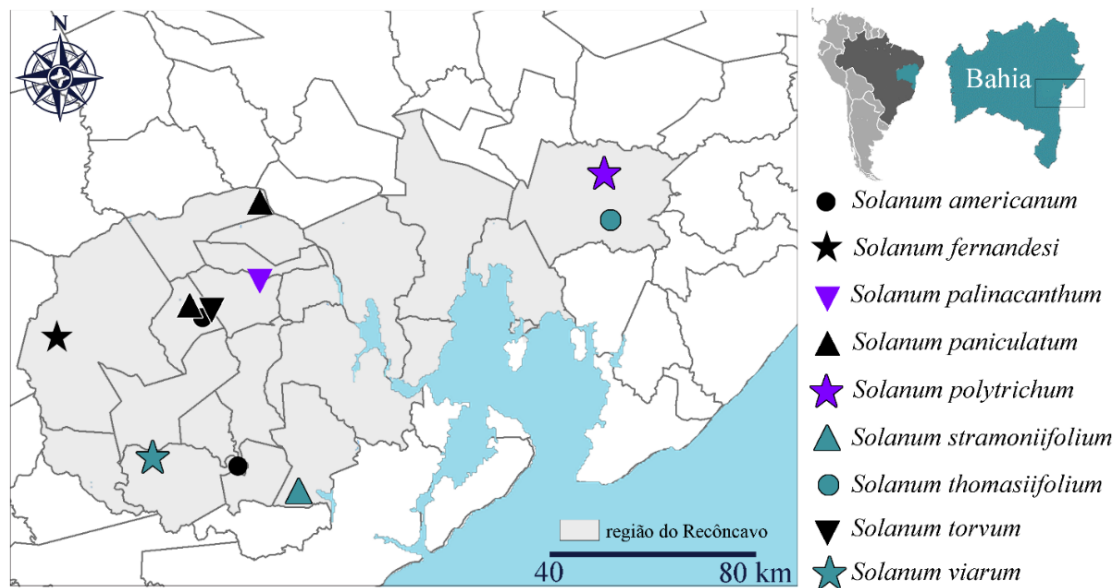 N
Bahia
Solanum americanum
Solanum fernandesi
Solanum palinacanthum
Solanum paniculatum
Solanum polytrichum
Solanum stramoniifolium
Solanum thomasiifolium
Solanum torvum
Solanum viarum
região do Recôncavo
40 80 km